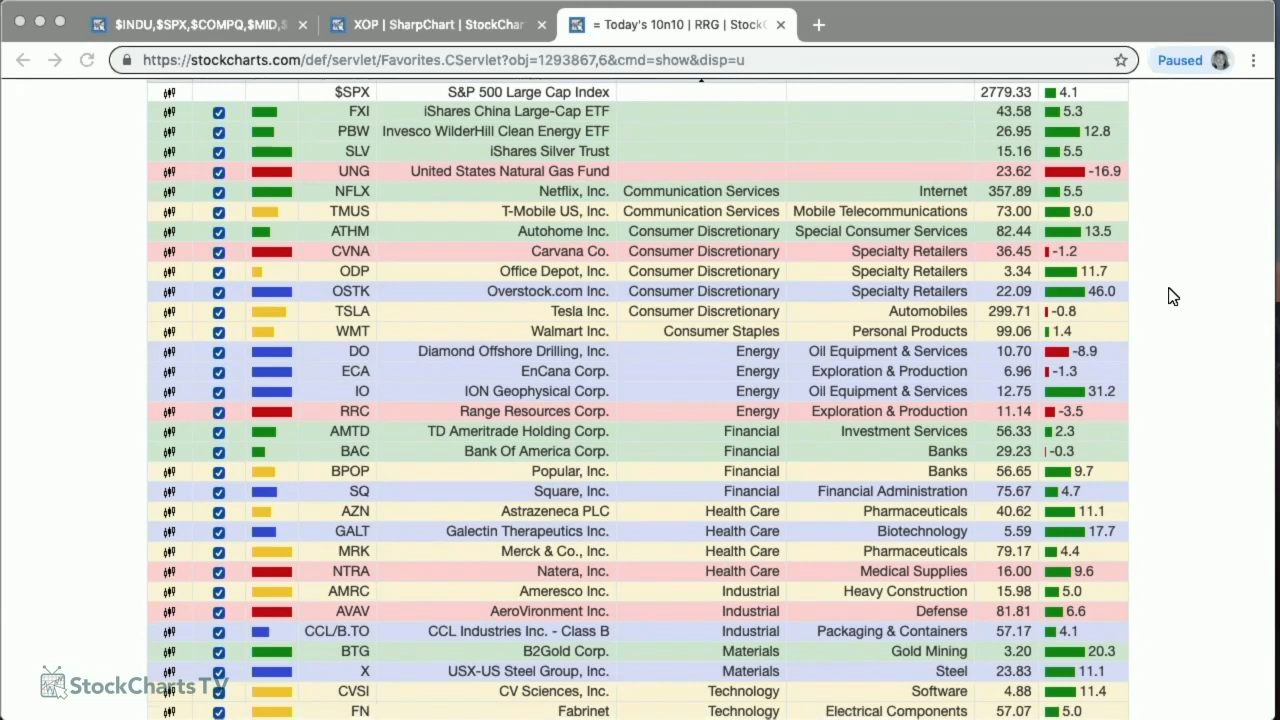 $INDU,$SPX,$COMPQ,$MID,$
XOP | SharpChart | StockChar
= Today's 10n10 | RRG | StockC
https://stockcharts.com/def/servlet/Favorites.CServlet?obj=1293867,6&cmd=show&disp=u
Paused
$SPX S&P 500 Large Cap Index 2779.33 4.1
FXI iShares China Large-Cap ETF 43.58 5.3
PBW Invesco WilderHill Clean Energy ETF 26.95 12.8
SLV iShares Silver Trust 15.16 5.5
UNG United States Natural Gas Fund 23.62 -16.9
NFLX Netflix, Inc. Communication Services Internet 357.89 5.5
TMUS T-Mobile US, Inc. Communication Services Mobile Telecommunications 73.00 9.0
ATHM Autohome Inc. Consumer Discretionary Special Consumer Services 82.44 13.5
CVNA Carvana Co. Consumer Discretionary Specialty Retailers 36.45 -1.2
ODP Office Depot, Inc. Consumer Discretionary Specialty Retailers 3.34 11.7
OSTK Overstock.com Inc. Consumer Discretionary Specialty Retailers 22.09 46.0
TSLA Tesla Inc. Consumer Discretionary Automobiles 299.71 -0.8
WMT Walmart Inc. Consumer Staples Personal Products 99.06 1.4
DO Diamond Offshore Drilling, Inc. Energy Oil Equipment & Services 10.70 -8.9
ECA EnCana Corp. Energy Exploration & Production 6.96 -1.3
IO ION Geophysical Corp. Energy Oil Equipment & Services 12.75 31.2
RRC Range Resources Corp. Energy Exploration & Production 11.14 -3.5
AMTD TD Ameritrade Holding Corp. Financial Investment Services 56.33 2.3
BAC Bank Of America Corp. Financial Banks 29.23 -0.3
BPOP Popular, Inc. Financial Banks 56.65 9.7
SQ Square, Inc. Financial Financial Administration 75.67 4.7
AZN Astrazeneca PLC Health Care Pharmaceuticals 40.62 11.1
GALT Galectin Therapeutics Inc. Health Care Biotechnology 5.59 17.7
MRK Merck & Co., Inc. Health Care Pharmaceuticals 79.17 4.4
NTRA Natera, Inc. Health Care Medical Supplies 16.00 9.6
AMRC Ameresco Inc. Industrial Heavy Construction 15.98 5.0
AVAV AeroVironment Inc. Industrial Defense 81.81 6.6
CCL/B.TO CCL Industries Inc. - Class B Industrial Packaging & Containers 57.17 4.1
BTG B2Gold Corp. Materials Gold Mining 3.20 20.3
X USX-US Steel Group, Inc. Materials Steel 23.83 11.1
CVSI CV Sciences, Inc. Technology Software 4.88 11.4
FN Fabrinet Technology Electrical Components 57.07 5.0
StockChartsTV